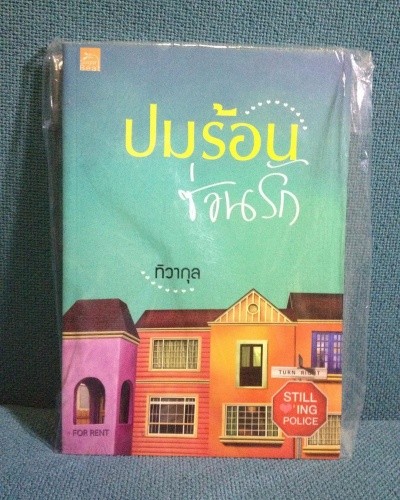 ปมร้อน
ซ่อนรัก
ทิวากุล
TURN RIGHT
STILL
❤'ING
POLICE
FOR RENT